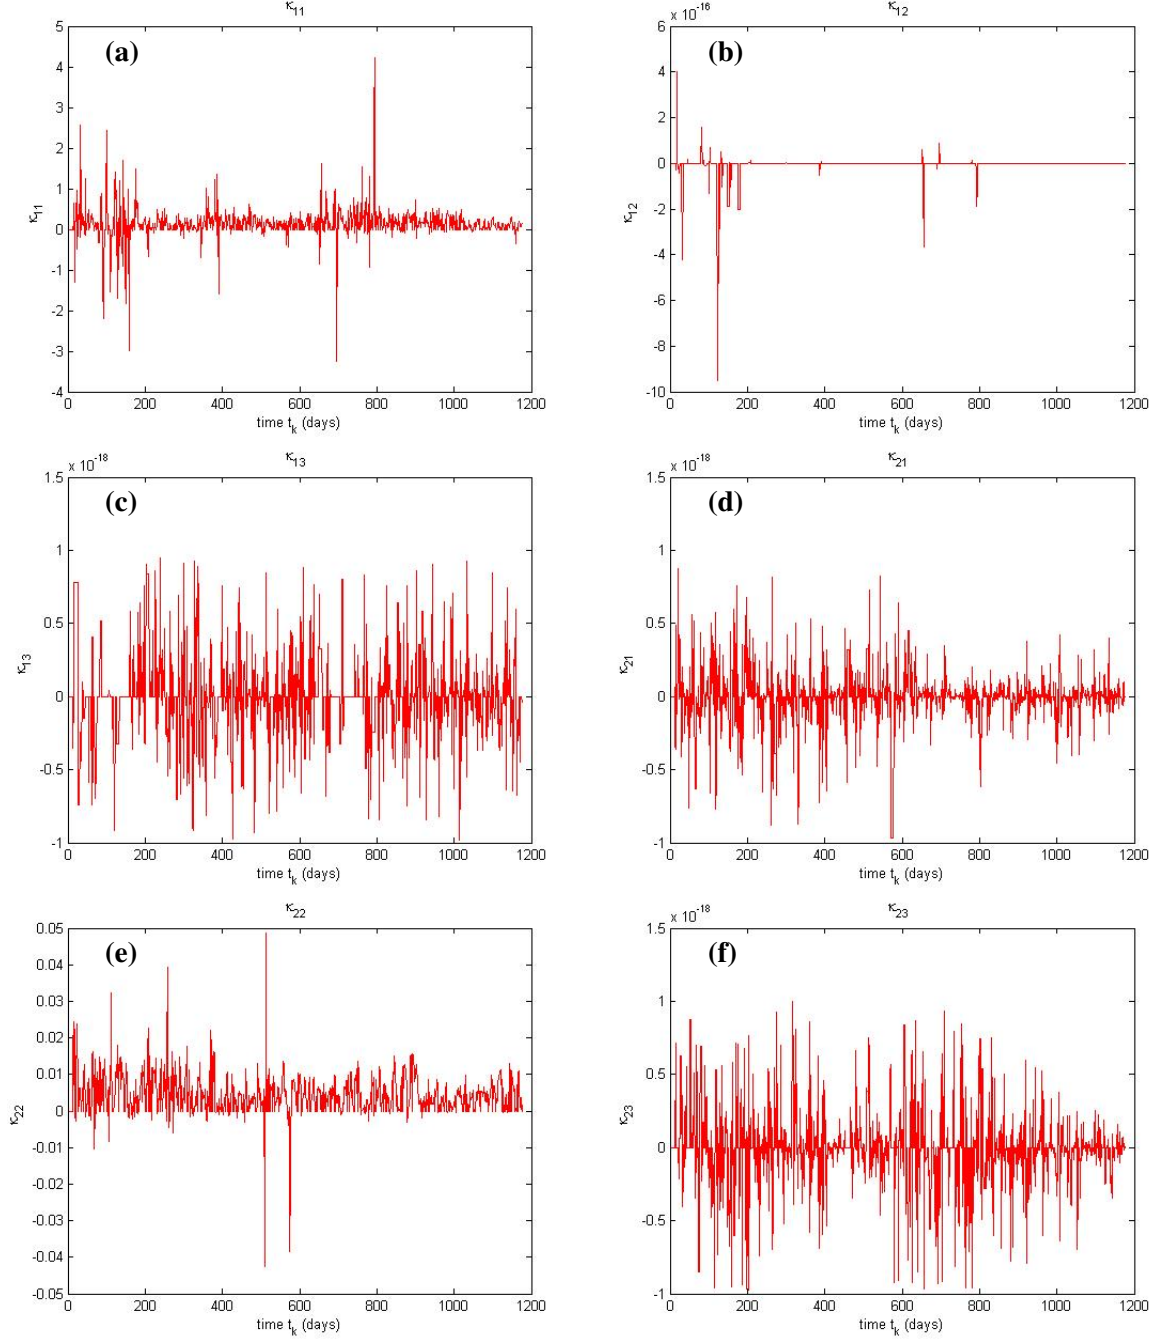 κ11
(a)
5
4
3
2
1
0
-1
-2
-3
-4
κ11
0 200 400 600 800 1000 1200
time tk (days)
κ12
x 10-16
(b)
6
4
2
0
-2
-4
-6
-8
-10
κ12
0 200 400 600 800 1000 1200
time tk (days)
κ13
x 10-18
(c)
1.5
1
0.5
0
-0.5
-1
κ13
0 200 400 600 800 1000 1200
time tk (days)
κ21
x 10-18
(d)
1.5
1
0.5
0
-0.5
-1
κ21
0 200 400 600 800 1000 1200
time tk (days)
κ22
(e)
0.05
0.04
0.03
0.02
0.01
0
-0.01
-0.02
-0.03
-0.04
-0.05
κ22
0 200 400 600 800 1000 1200
time tk (days)
κ23
x 10-18
(f)
1.5
1
0.5
0
-0.5
-1
κ23
0 200 400 600 800 1000 1200
time tk (days)